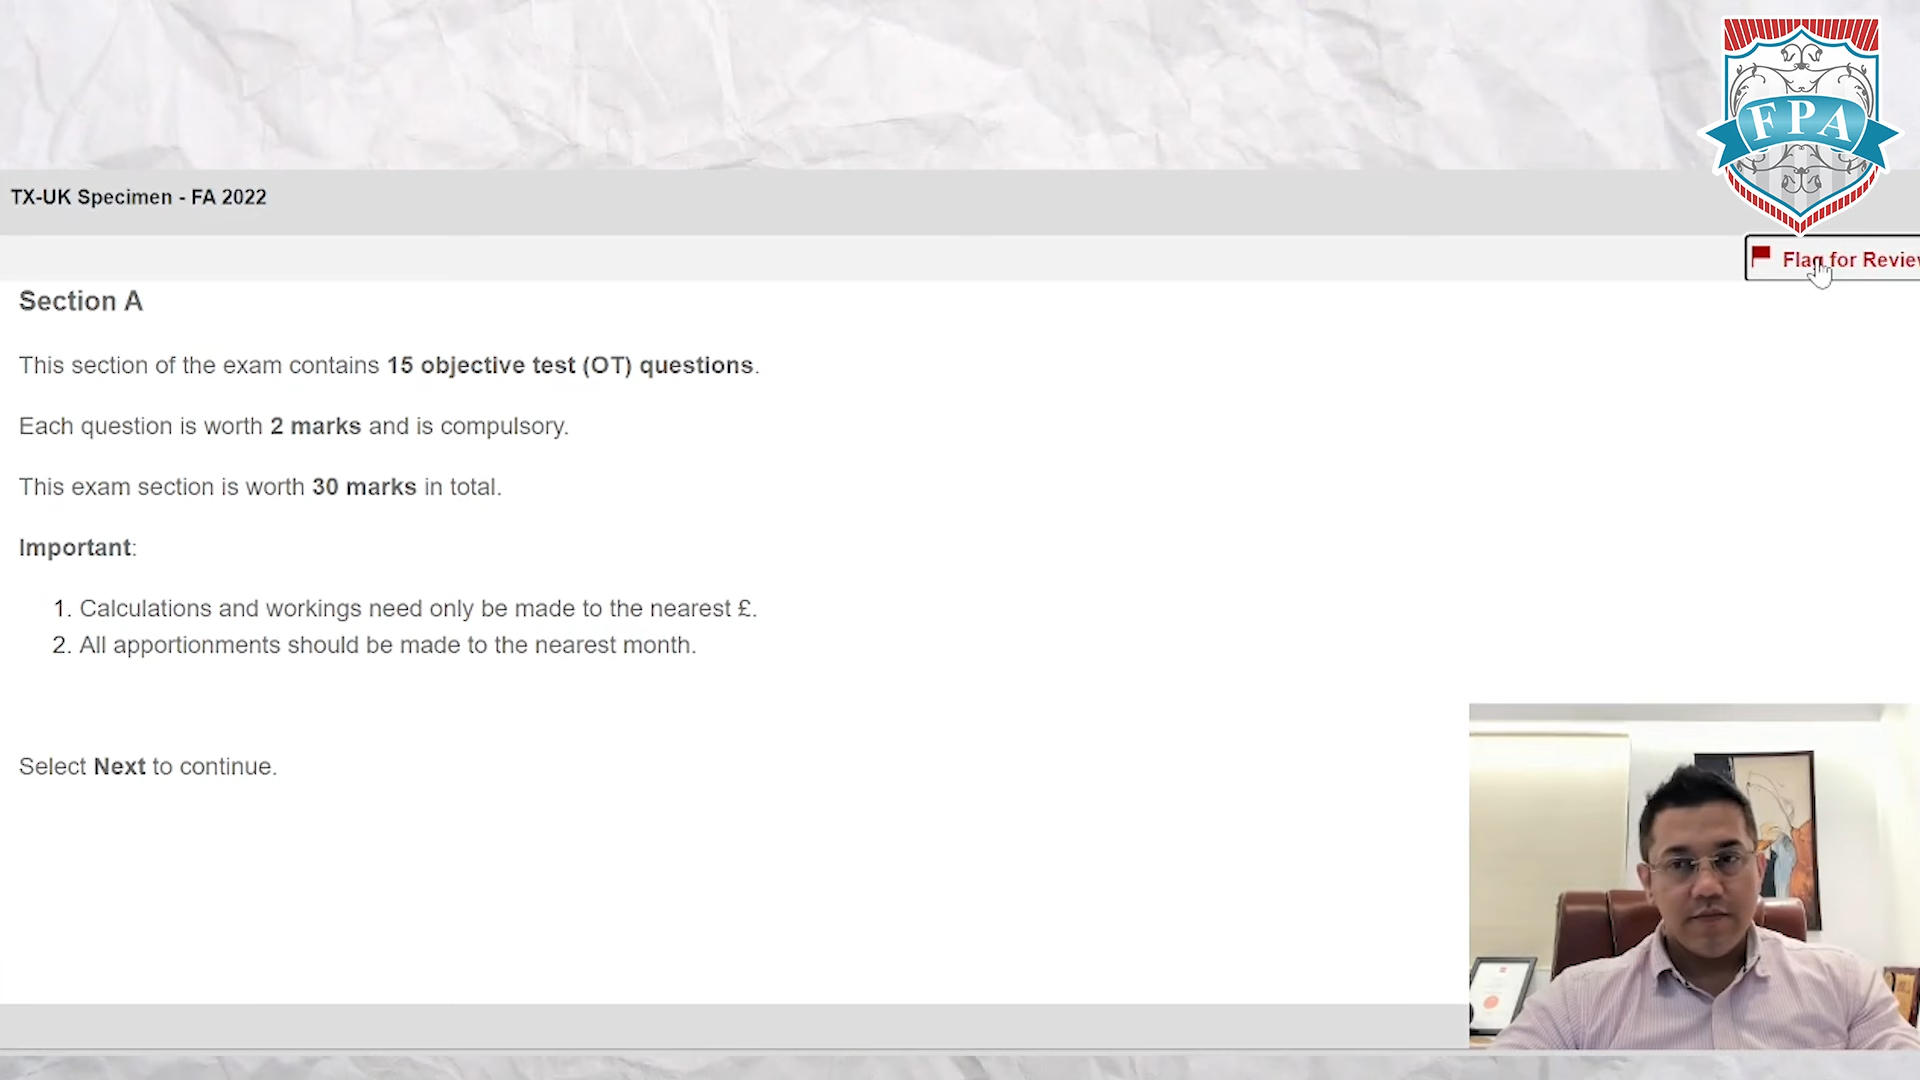 FPA
TX-UK Specimen - FA 2022
Flag for Review
Section A
This section of the exam contains 15 objective test (OT) questions.
Each question is worth 2 marks and is compulsory.
This exam section is worth 30 marks in total.
Important:
1. Calculations and workings need only be made to the nearest £.
2. All apportionments should be made to the nearest month.
Select Next to continue.